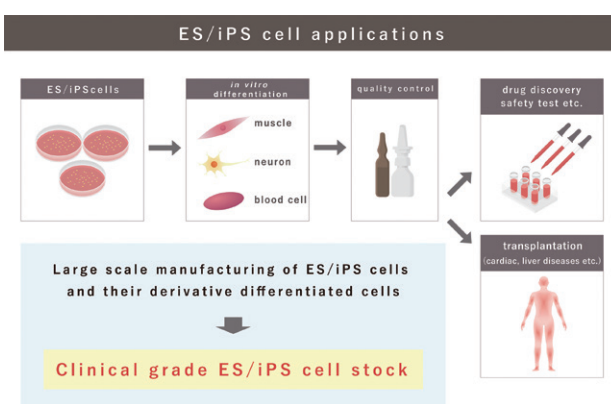 ES/iPS cell applications
ES/iPScells
in vitro
differentiation
muscle
neuron
blood cell
quality control
drug discovery
safety test etc.
transplantation
(cardiac, liver diseases etc.)
Large scale manufacturing of ES/iPS cells
and their derivative differentiated cells
Clinical grade ES/iPS cell stock